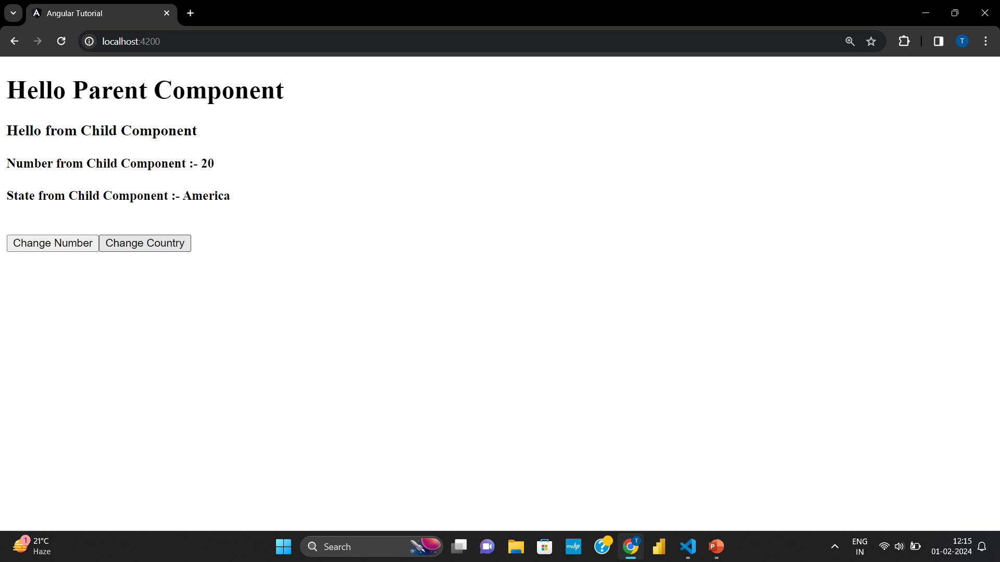 Angular Tutorial
localhost:4200
T
Hello Parent Component
Hello from Child Component
Number from Child Component :- 20
State from Child Component :- America
Change Number Change Country
1
21°C
Haze
Search
myhp
T
P
ENG
IN
12:15
01-02-2024